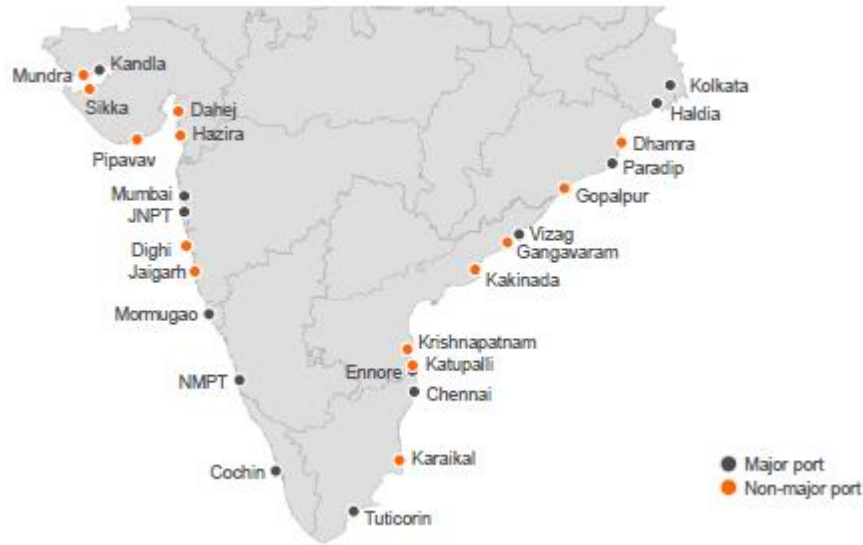 Kandla
Mundra
Kolkata
Sikka
Dahej
Haldia
Hazira
Dhamra
Pipavav
Paradip
Mumbai
Gopalpur
JNPT
Vizag
Dighi
Gangavaram
Jaigarh
Kakinada
Mormugao
Krishnapatnam
Katupalli
Ennore
NMPT
Chennai
Karaikal
Major port
Cochin
Non-major port
Tuticorin